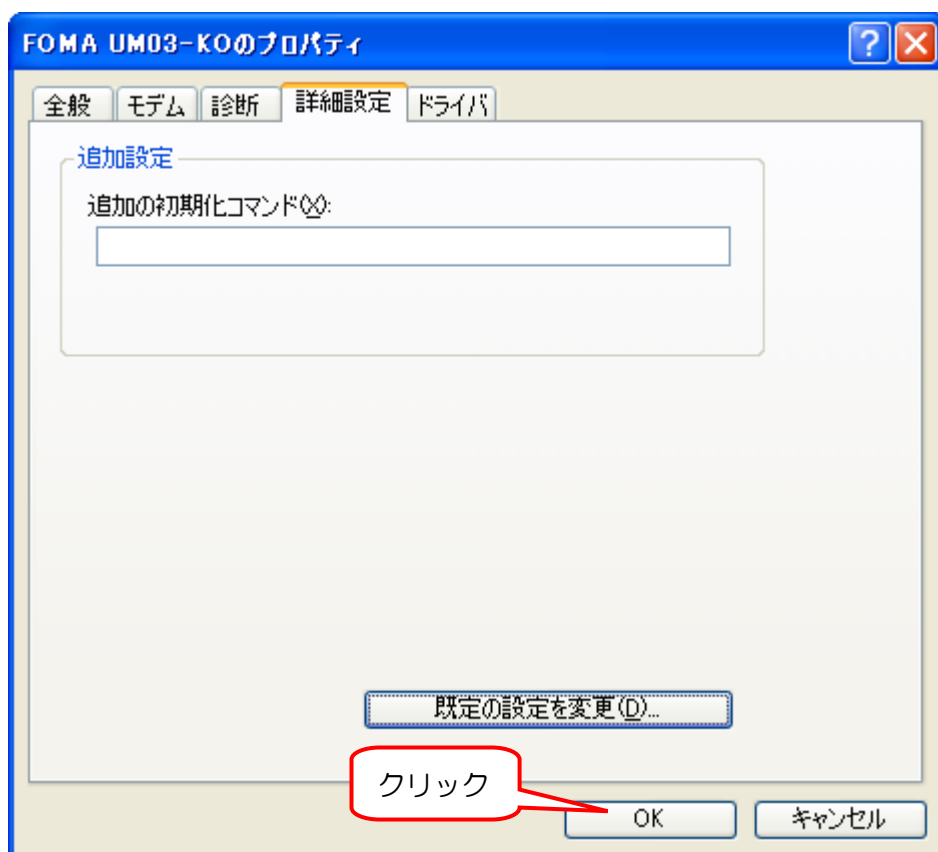 FOMA UM03-KOのプロパティ
全般 モデム 診断 詳細設定 ドライバ
追加設定
追加の初期化コマンド(X):
既定の設定を変更(D)...
クリック
OK キャンセル